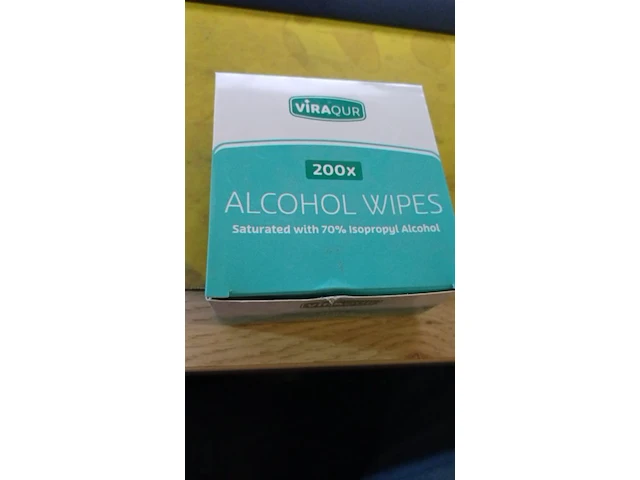 ViRAQUR
200x
ALCOHOL WIPES
Saturated with 70% Isopropyl Alcohol